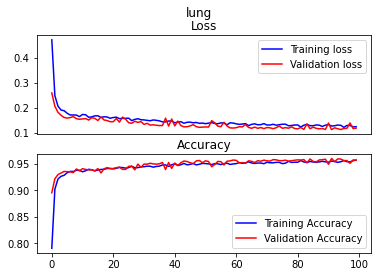 lung
Loss
0.4
0.3
0.2
0.1
Training loss
Validation loss
Accuracy
0.95
0.90
0.85
0.80
Training Accuracy
Validation Accuracy
0 20 40 60 80 100